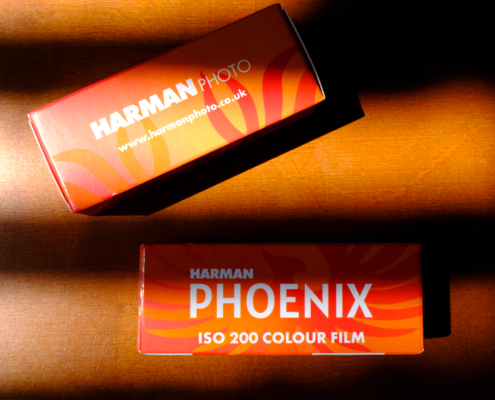 HARMAN PHOTO
www.harmanphoto.co.uk
HARMAN
PHOENIX
ISO 200 COLOUR FILM